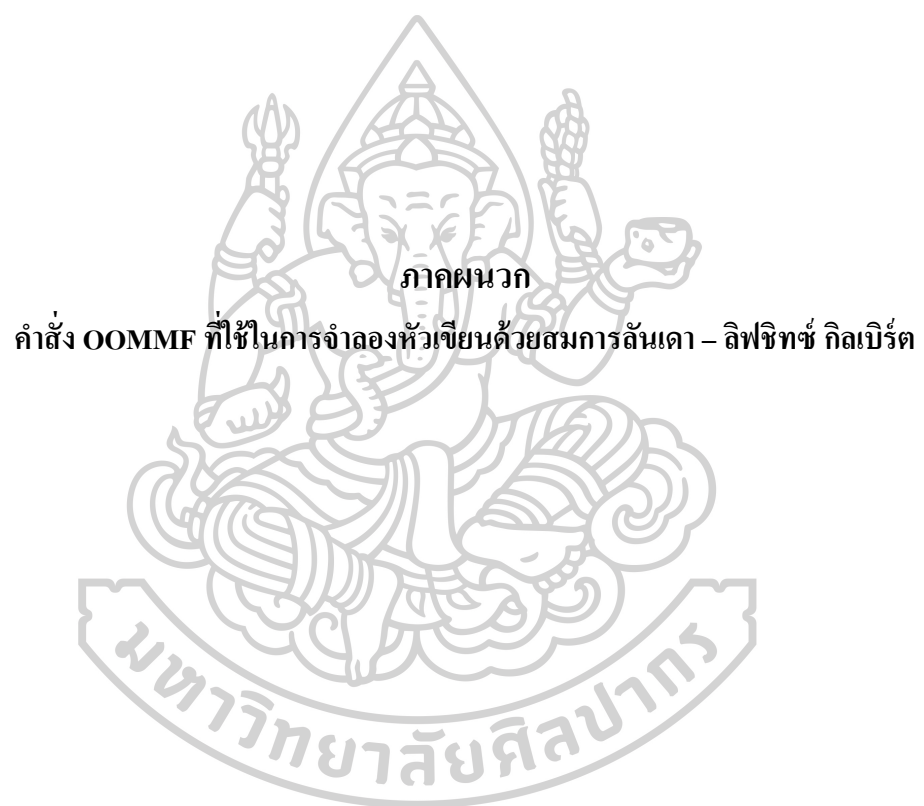 ภาคผนวก
คำสั่ง OOMMF ที่ใช้ในการจำลองหัวเขียนด้วยสมการลันเดา – ลิฟชิทซ์ กิลเบิร์ต
มหาวิทยาลัยศิลปากร